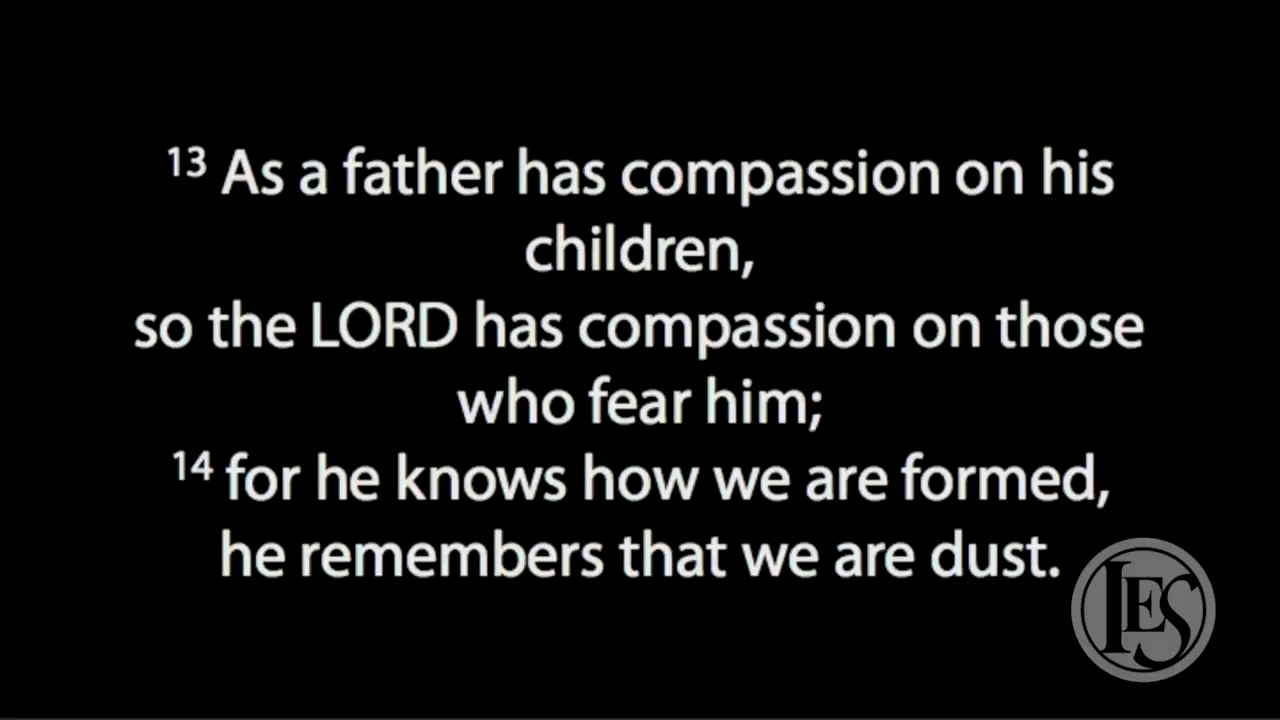 13 As a father has compassion on his
children,
so the LORD has compassion on those
who fear him;
14 for he knows how we are formed,
he remembers that we are dust.
IES